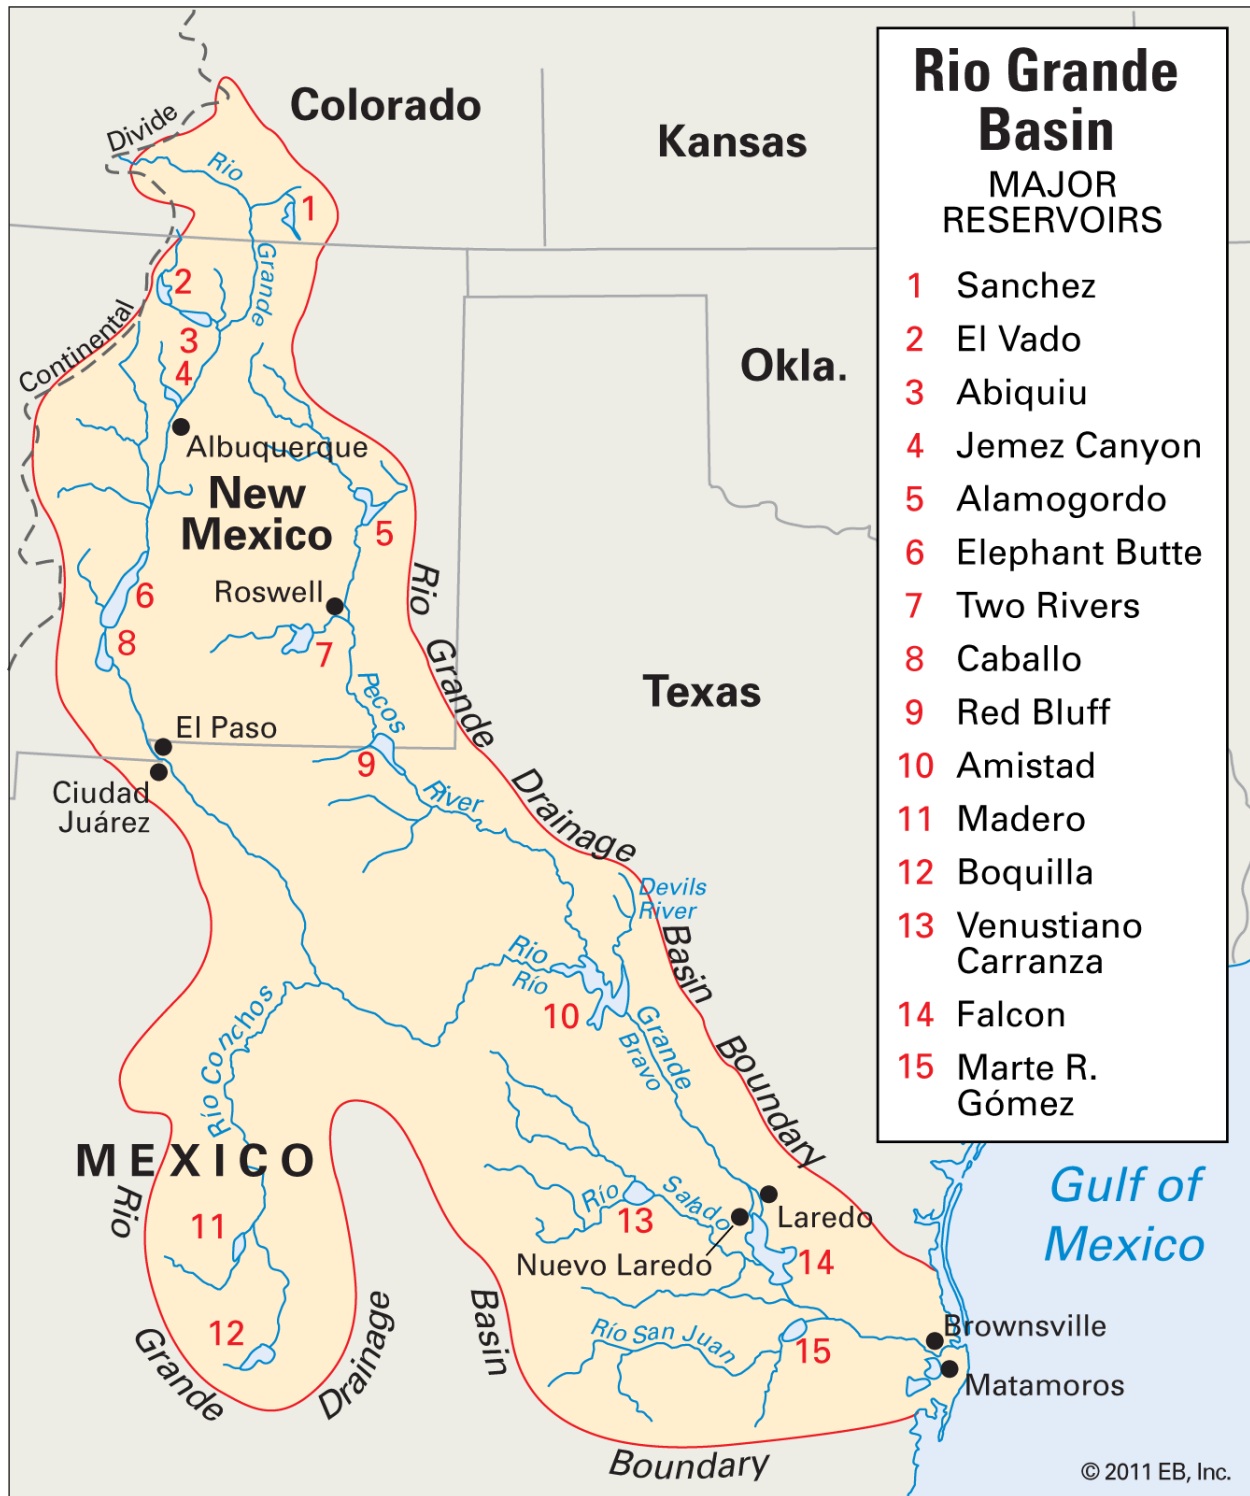 Rio Grande
Basin
MAJOR
RESERVOIRS
1 Sanchez
2 El Vado
3 Abiquiu
4 Jemez Canyon
5 Alamogordo
6 Elephant Butte
7 Two Rivers
8 Caballo
9 Red Bluff
10 Amistad
11 Madero
12 Boquilla
13 Venustiano
Carranza
14 Falcon
15 Marte R.
Gómez
Colorado
Kansas
Divide
Rio
1
Grande
2
Continental
3
4
Okla.
Albuquerque
New
Mexico
5
Rio
Grande
Drainage
Basin
Boundary
6
Roswell
8
7
Texas
Pecos
River
El Paso
9
Ciudad
Juárez
Devils
River
Rio
Río
10
Grande
Bravo
Río Conchos
MEXICO
Río
Salado
13
Laredo
Nuevo Laredo
14
11
12
Rio
Grande
Drainage
Basin
Boundary
Río San Juan
15
Gulf of
Mexico
Brownsville
Matamoros
© 2011 EB, Inc.